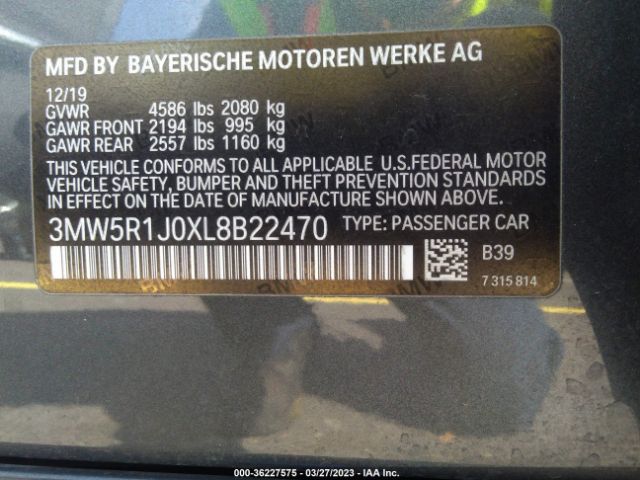 MFD BY BAYERISCHE MOTOREN WERKE AG
12/19
GVWR 4586 lbs 2080 kg
GAWR FRONT 2194 lbs 995 kg
GAWR REAR 2557 lbs 1160 kg
THIS VEHICLE CONFORMS TO ALL APPLICABLE U.S.FEDERAL MOTOR
VEHICLE SAFETY, BUMPER AND THEFT PREVENTION STANDARDS
IN EFFECT ON THE DATE OF MANUFACTURE SHOWN ABOVE.
3MW5R1J0XL8B22470 TYPE: PASSENGER CAR
B39
7 315 814
000-36227575 — 03/27/2023 — IAA Inc.